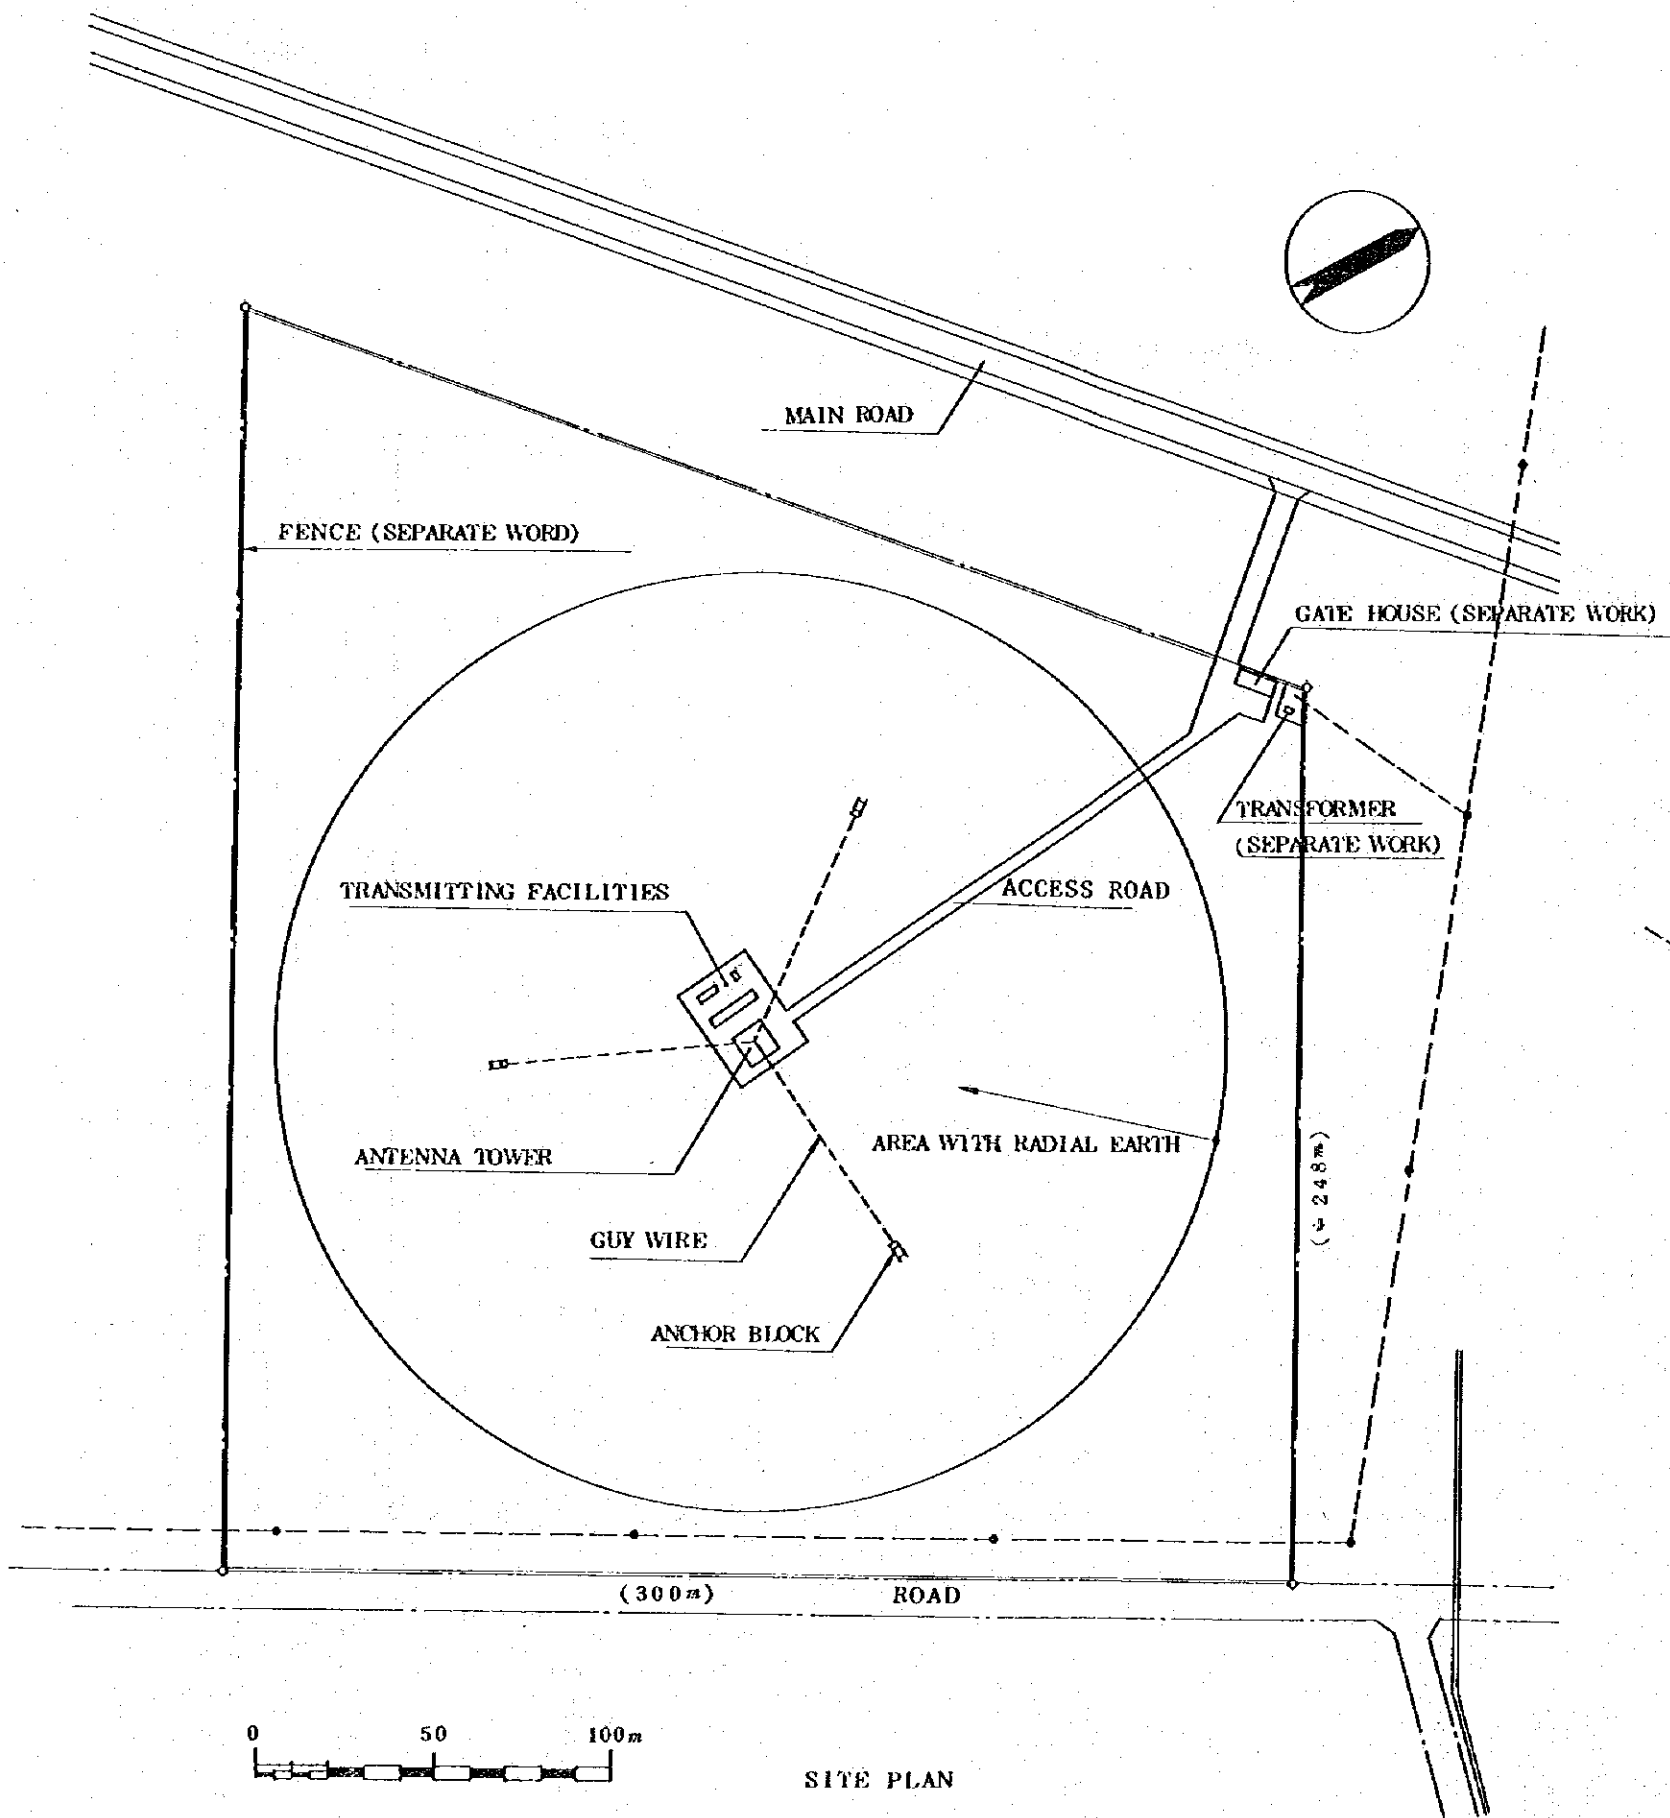 MAIN ROAD
FENCE (SEPARATE WORD)
GATE HOUSE (SEPARATE WORK)
TRANSFORMER
(SEPARATE WORK)
TRANSMITTING FACILITIES
ACCESS ROAD
ANTENNA TOWER
AREA WITH RADIAL EARTH
(≒248m)
GUY WIRE
ANCHOR BLOCK
(300m)
ROAD
0 50 100m
SITE PLAN